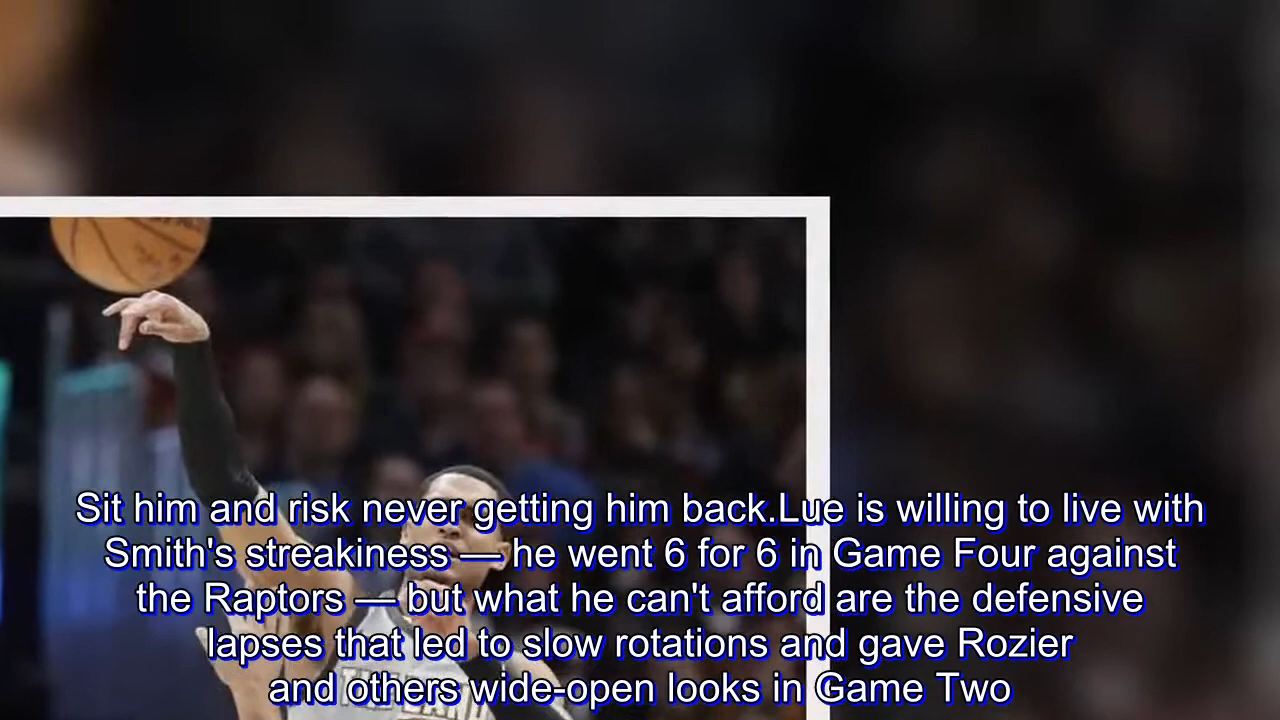 Sit him and risk never getting him back.Lue is willing to live with
Smith's streakiness — he went 6 for 6 in Game Four against
the Raptors — but what he can't afford are the defensive
lapses that led to slow rotations and gave Rozier
and others wide-open looks in Game Two